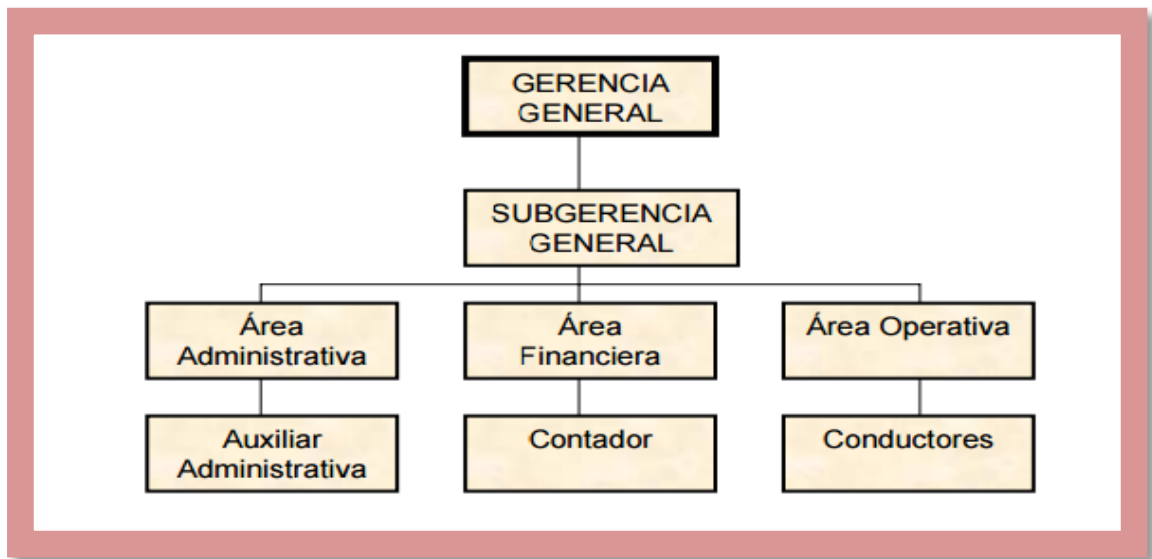 GERENCIA
GENERAL
SUBGERENCIA
GENERAL
Área
Administrativa
Área
Financiera
Área Operativa
Auxiliar
Administrativa
Contador
Conductores